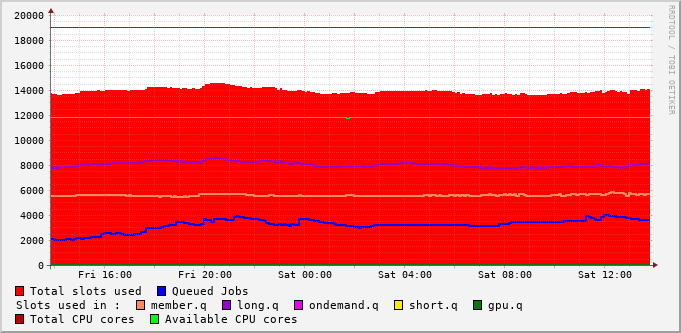 RRDTOOL / TOBI OETIKER
20000
18000
16000
14000
12000
10000
8000
6000
4000
2000
0
Fri 16:00 Fri 20:00 Sat 00:00 Sat 04:00 Sat 08:00 Sat 12:00
Total slots used Queued Jobs
Slots used in : member.q long.q ondemand.q short.q gpu.q
Total CPU cores Available CPU cores